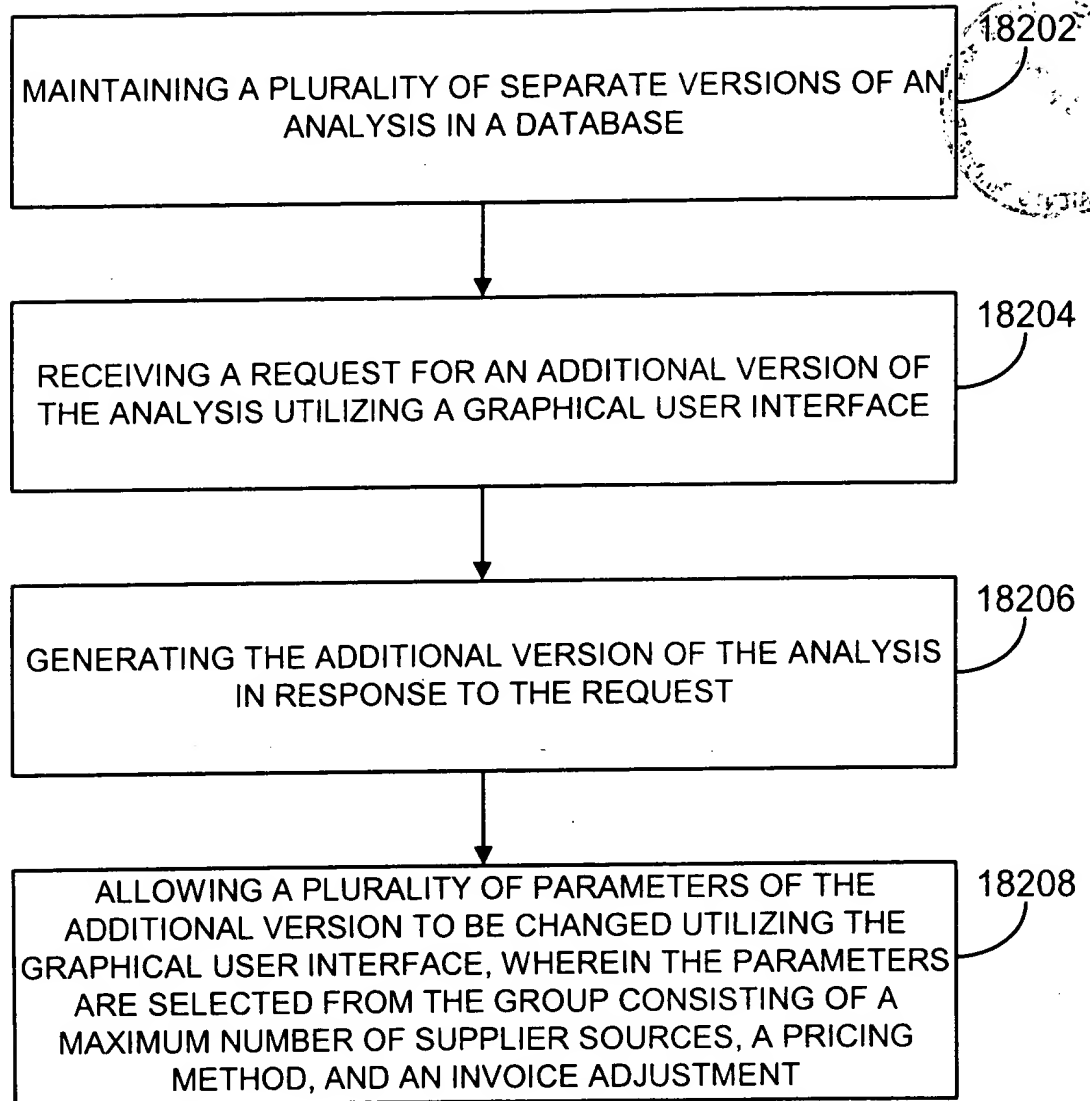 18202
MAINTAINING A PLURALITY OF SEPARATE VERSIONS OF AN
ANALYSIS IN A DATABASE
18204
RECEIVING A REQUEST FOR AN ADDITIONAL VERSION OF
THE ANALYSIS UTILIZING A GRAPHICAL USER INTERFACE
18206
GENERATING THE ADDITIONAL VERSION OF THE ANALYSIS
IN RESPONSE TO THE REQUEST
18208
ALLOWING A PLURALITY OF PARAMETERS OF THE
ADDITIONAL VERSION TO BE CHANGED UTILIZING THE
GRAPHICAL USER INTERFACE, WHEREIN THE PARAMETERS
ARE SELECTED FROM THE GROUP CONSISTING OF A
MAXIMUM NUMBER OF SUPPLIER SOURCES, A PRICING
METHOD, AND AN INVOICE ADJUSTMENT